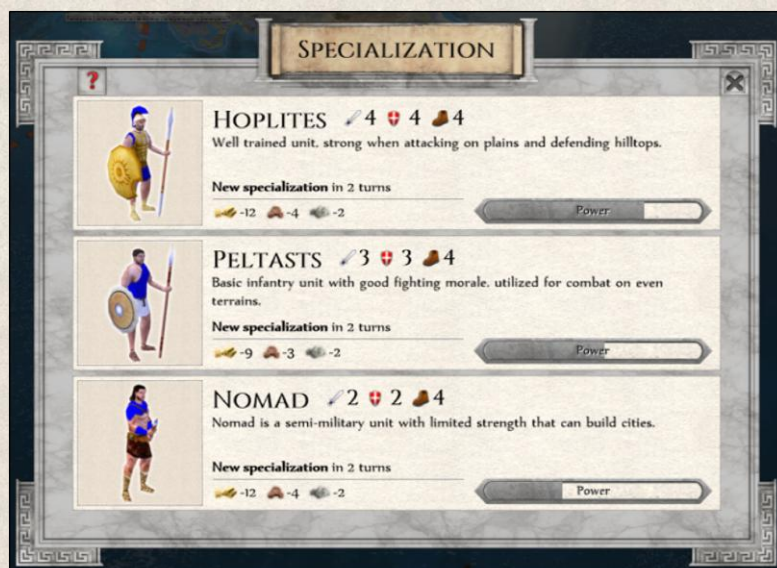 SPECIALIZATION
?
HOPLITES 4 4 4
Well trained unit, strong when attacking on plains and defending hilltops.
New specialization in 2 turns
-12 -4 -2
Power
PELTASTS 3 3 4
Basic infantry unit with good fighting morale, utilized for combat on even
terrains.
New specialization in 2 turns
-9 -3 -2
Power
NOMAD 2 2 4
Nomad is a semi-military unit with limited strength that can build cities.
New specialization in 2 turns
-12 -4 -2
Power